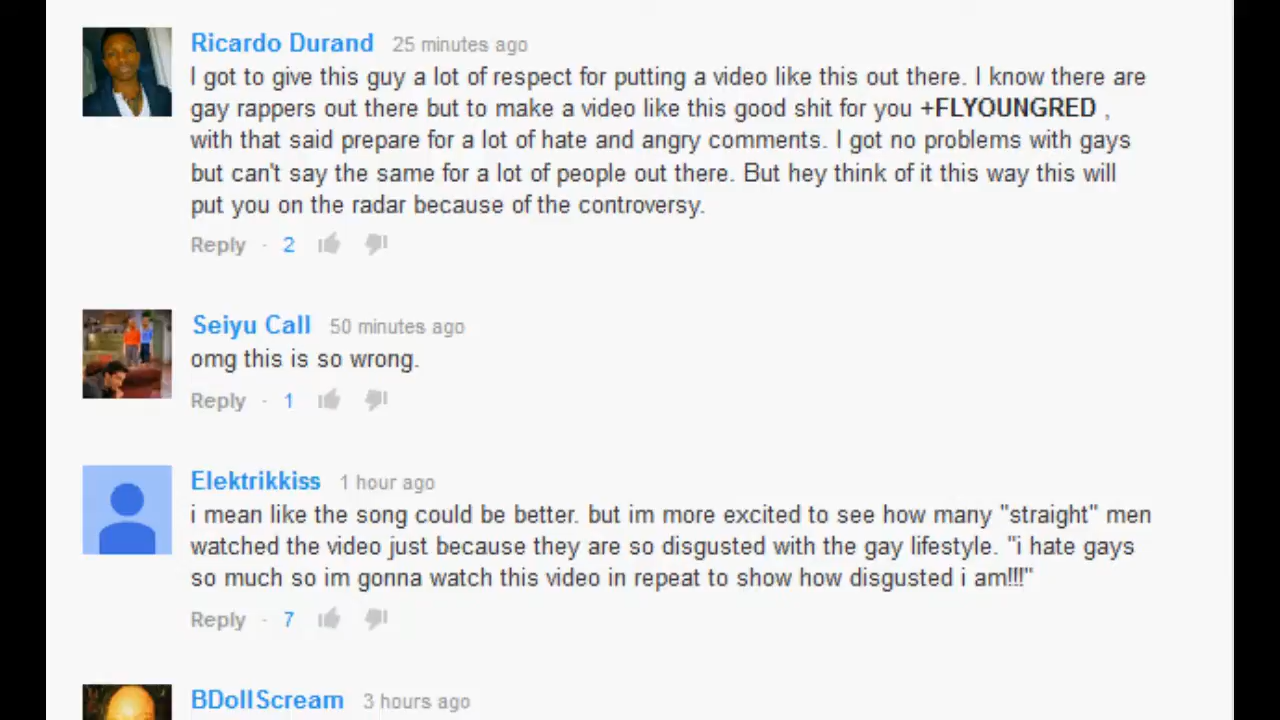 Ricardo Durand 25 minutes ago
I got to give this guy a lot of respect for putting a video like this out there. I know there are
gay rappers out there but to make a video like this good shit for you +FLYOUNGRED ,
with that said prepare for a lot of hate and angry comments. I got no problems with gays
but can't say the same for a lot of people out there. But hey think of it this way this will
put you on the radar because of the controversy.
Reply · 2
Seiyu Call 50 minutes ago
omg this is so wrong.
Reply · 1
Elektrikkiss 1 hour ago
i mean like the song could be better. but im more excited to see how many "straight" men
watched the video just because they are so disgusted with the gay lifestyle. "i hate gays
so much so im gonna watch this video in repeat to show how disgusted i am!!!"
Reply · 7
BDollScream 3 hours ago